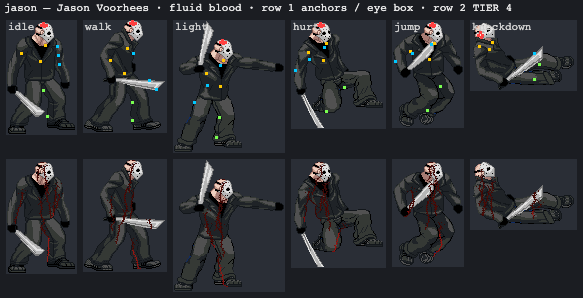 jason — Jason Voorhees · fluid blood · row 1 anchors / eye box · row 2 TIER 4
idle walk light hurt jump knockdown